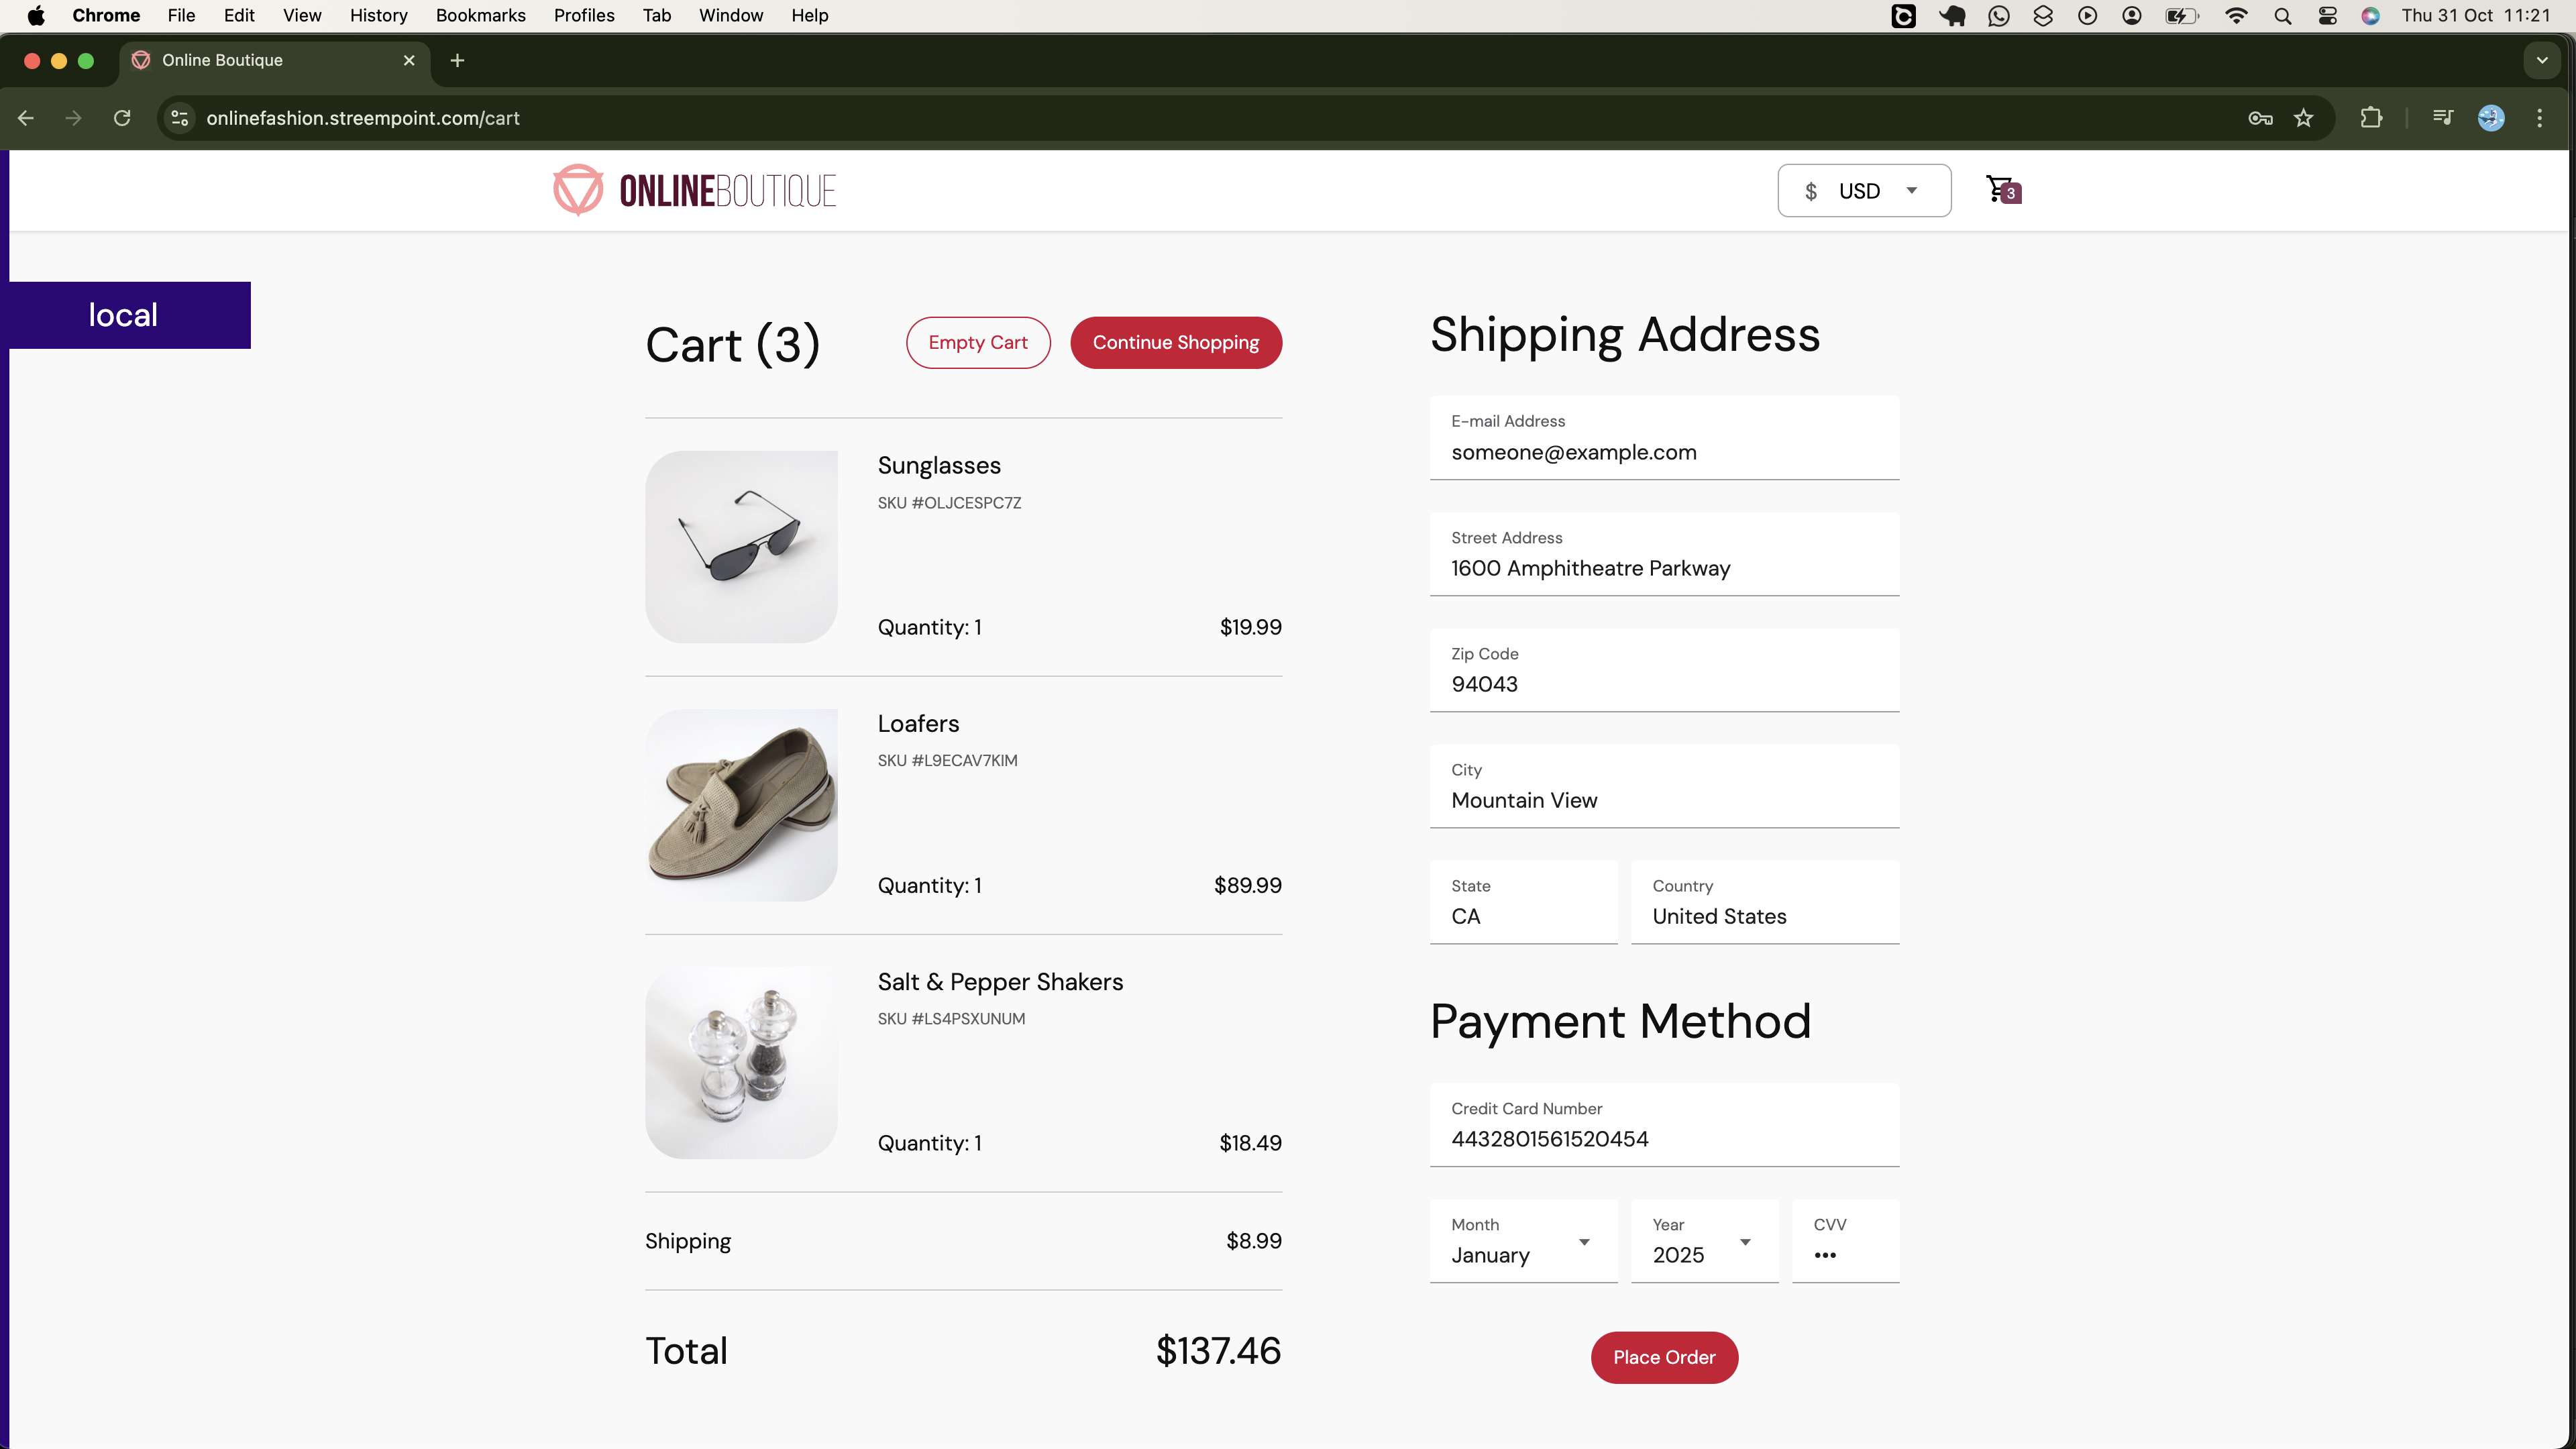 Chrome File Edit View History Bookmarks Profiles Tab Window Help Thu 31 Oct 11:21
Online Boutique
onlinefashion.streempoint.com/cart
ONLINEBOUTIQUE
$ USD
3
local
Cart (3)
Empty Cart
Continue Shopping
Sunglasses
SKU #OLJCESPC7Z
Quantity: 1 $19.99
Loafers
SKU #L9ECAV7KIM
Quantity: 1 $89.99
Salt & Pepper Shakers
SKU #LS4PSXUNUM
Quantity: 1 $18.49
Shipping $8.99
Total $137.46
Shipping Address
E-mail Address
someone@example.com
Street Address
1600 Amphitheatre Parkway
Zip Code
94043
City
Mountain View
State
CA
Country
United States
Payment Method
Credit Card Number
4432801561520454
Month
January
Year
2025
CVV
•••
Place Order